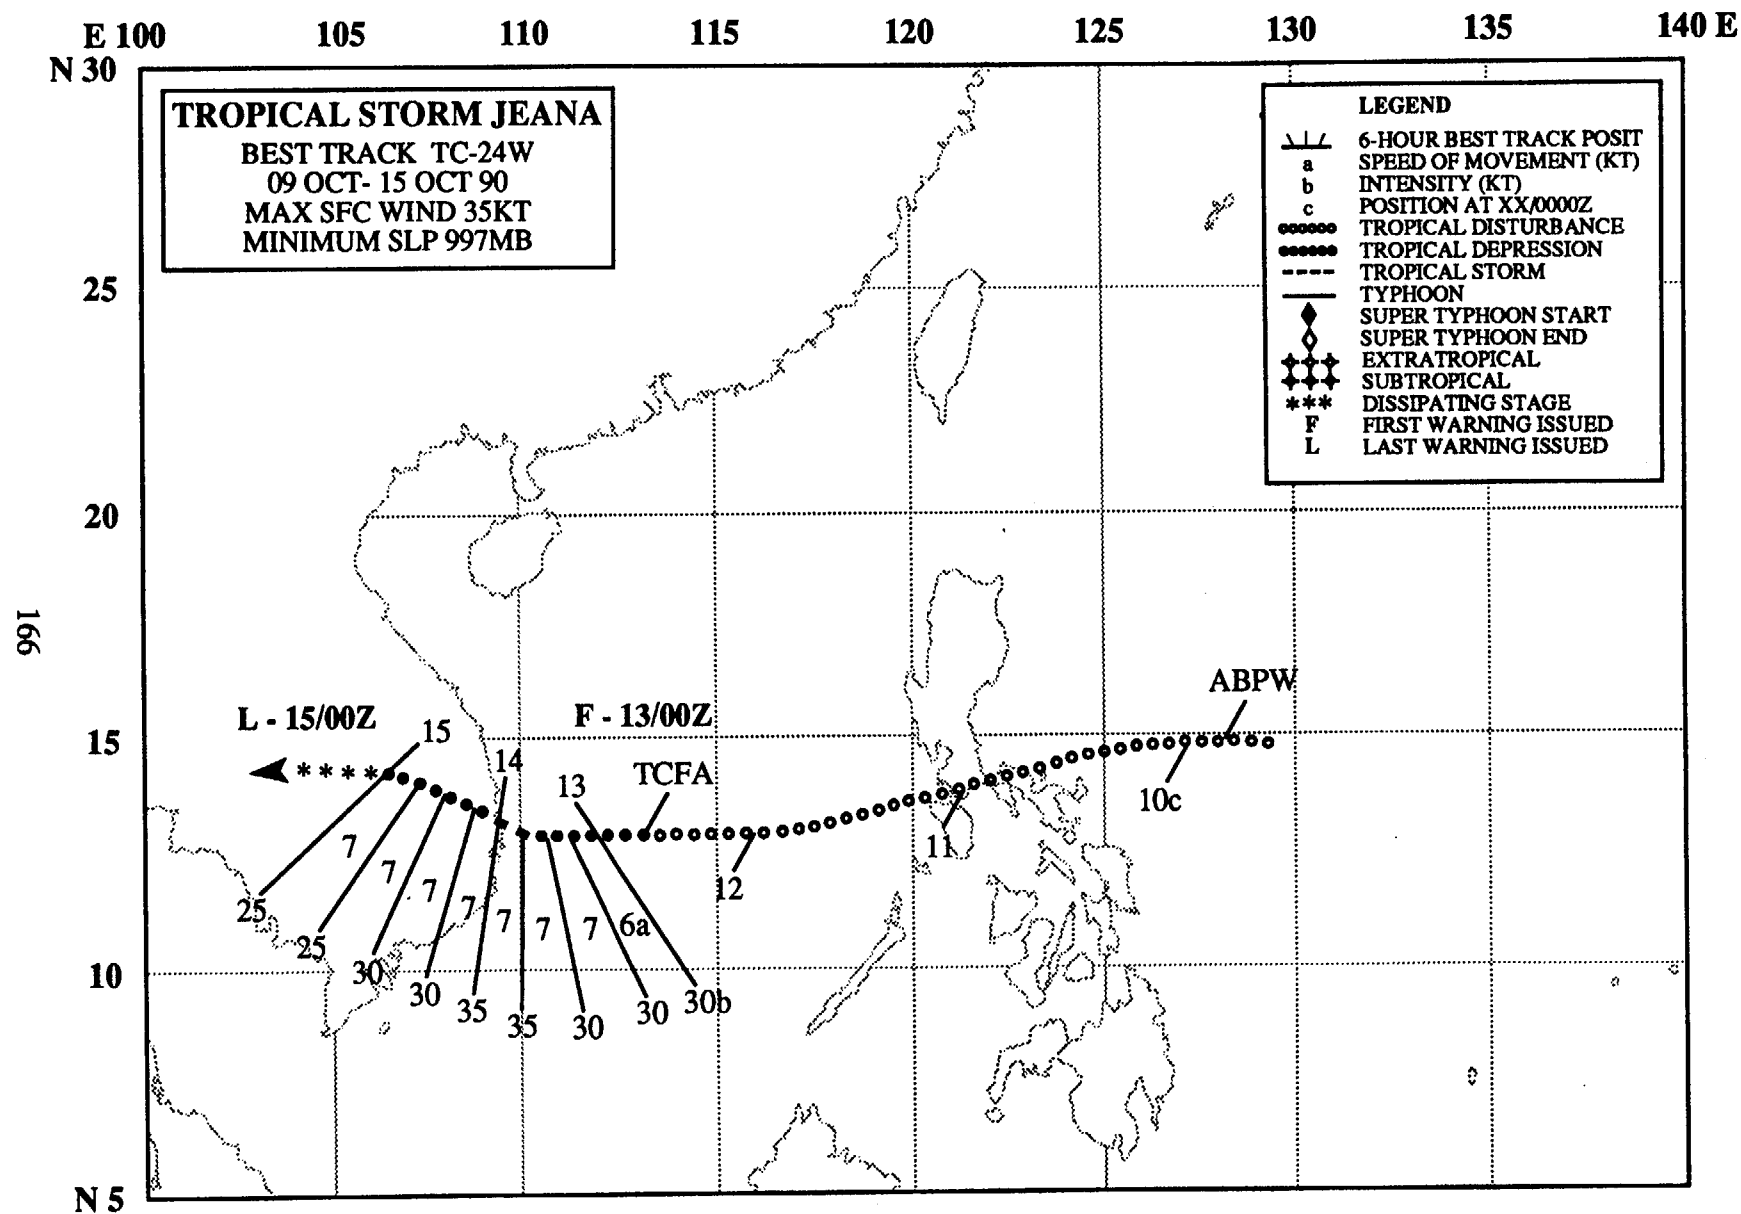 E 100 105 110 115 120 125 130 135 140 E
N 30
25
20
15
10
N 5
166
TROPICAL STORM JEANA
BEST TRACK TC-24W
09 OCT- 15 OCT 90
MAX SFC WIND 35KT
MINIMUM SLP 997MB
LEGEND
6-HOUR BEST TRACK POSIT
a SPEED OF MOVEMENT (KT)
b INTENSITY (KT)
c POSITION AT XX/0000Z
TROPICAL DISTURBANCE
TROPICAL DEPRESSION
TROPICAL STORM
TYPHOON
SUPER TYPHOON START
SUPER TYPHOON END
EXTRATROPICAL
SUBTROPICAL
*** DISSIPATING STAGE
F FIRST WARNING ISSUED
L LAST WARNING ISSUED
ABPW
L - 15/00Z
F - 13/00Z
15
14
13
TCFA
10c
11
12
7
7
7
7
7
7
7
6a
25
25
30
30
35
35
30
30
30b